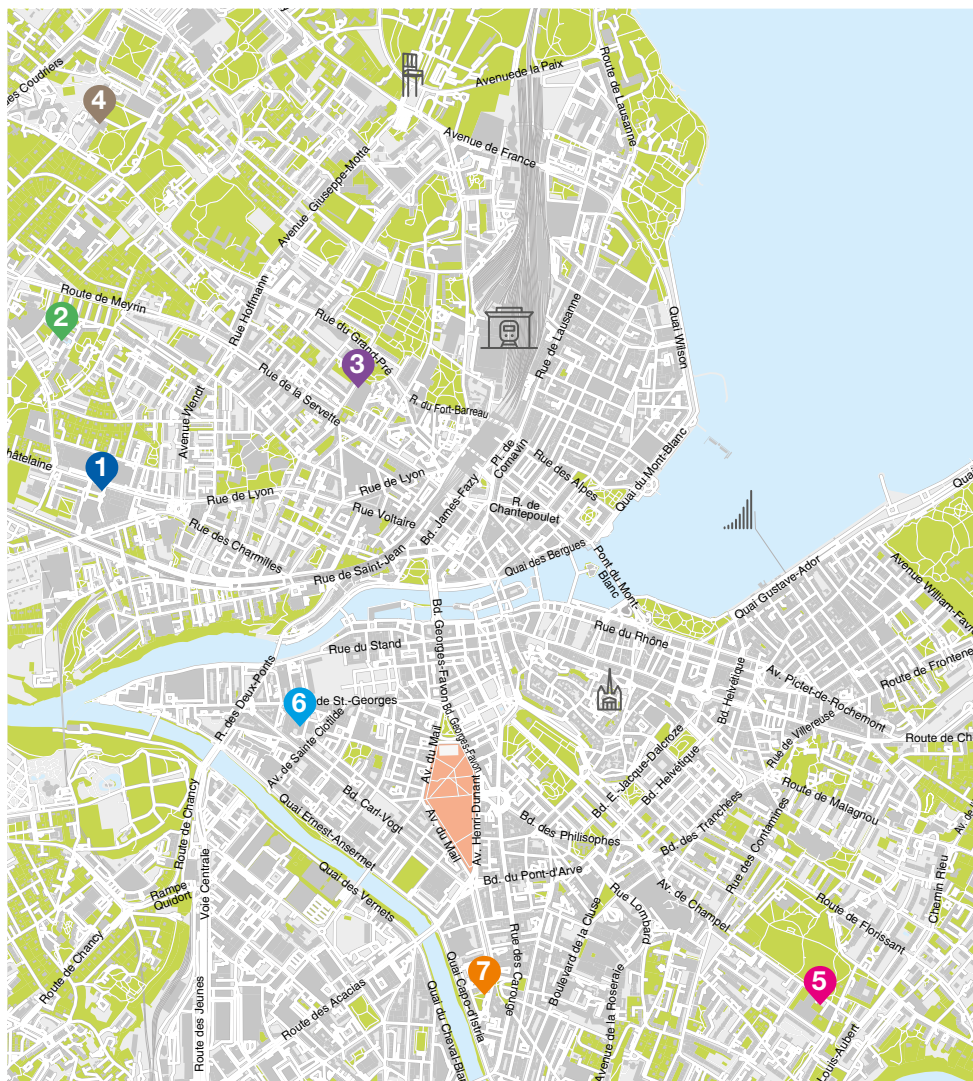 Avenue de la Paix
Route de Lausanne
es Coudriers
4
Avenue de France
Avenue Giuseppe-Motta
Route de Meyrin
2
Rue Hoffmann
Rue du Grand-Pré
3
Rue de Lausanne
Quai Wilson
Rue de la Servette
R. du Fort-Barreau
Avenue Wendt
Châtelaine
1
Pl. de
Cornavin
Rue des Alpes
Quai du Mont-Blanc
Rue de Lyon
Rue de Lyon
Bd. James-Fazy
R. de
Chantepoulet
Rue Voltaire
Quai
Rue des Charmilles
Rue de Saint-Jean
Quai des Bergues
Pont du Mont-
Blanc
Quai Gustave-Ador
Avenue William-Favr
Bd. Georges-Favon
Rue du Rhône
Rue du Stand
R. des Deux-Ponts
Bd. Helvétique
Av. Pictet-de-Rochemont
Route de Frontene
6
de St-Georges
Bd. Georges-Favon
Rue de Villereuse
Route de Ch
Av. de Sainte Clotilde
Av. du Mail
Bd. E. Jacque-Dalcroze
Bd. Helvétique
Route de Chancy
Quai Ernest-Ansermet
Bd. Carl-Vogt
Av. du Mail
Av. Henri-Dunant
Bd. des Philisophes
Bd. des Tranchées
Route de Malagnou
Av. de
Rue des Contamines
Rampe
Quidort
Voie Centrale
Quai des Vernets
Bd. du Pont-d'Arve
Rue Lombard
Av. de Champel
Route de Florissant
Chemin Rieu
Route de Chancy
Route des Jeunes
Route des Acacias
Quai du Cheval-Bla
Quai Capo-d'Istria
7
Rue des Carouge
Boulevard de la Cluse
Avenue de la Roseraie
5
Louis-Aubert